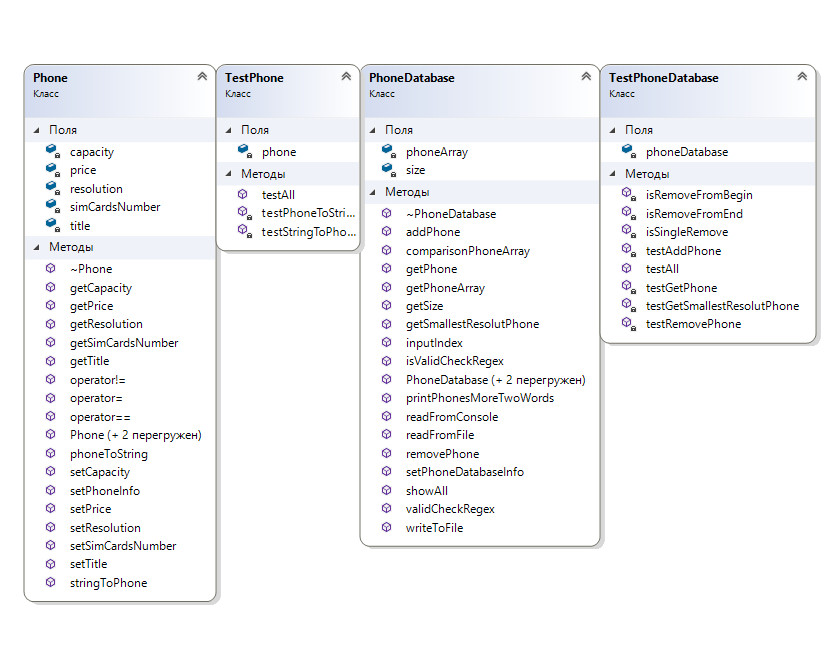 Phone
Класс
Поля
capacity
price
resolution
simCardsNumber
title
Методы
~Phone
getCapacity
getPrice
getResolution
getSimCardsNumber
getTitle
operator!=
operator=
operator==
Phone (+ 2 перегружен)
phoneToString
setCapacity
setPhoneInfo
setPrice
setResolution
setSimCardsNumber
setTitle
stringToPhone
TestPhone
Класс
Поля
phone
Методы
testAll
testPhoneToStri...
testStringToPho...
PhoneDatabase
Класс
Поля
phoneArray
size
Методы
~PhoneDatabase
addPhone
comparisonPhoneArray
getPhone
getPhoneArray
getSize
getSmallestResolutPhone
inputIndex
isValidCheckRegex
PhoneDatabase (+ 2 перегружен)
printPhonesMoreTwoWords
readFromConsole
readFromFile
removePhone
setPhoneDatabaseInfo
showAll
validCheckRegex
writeToFile
TestPhoneDatabase
Класс
Поля
phoneDatabase
Методы
isRemoveFromBegin
isRemoveFromEnd
isSingleRemove
testAddPhone
testAll
testGetPhone
testGetSmallestResolutPhone
testRemovePhone